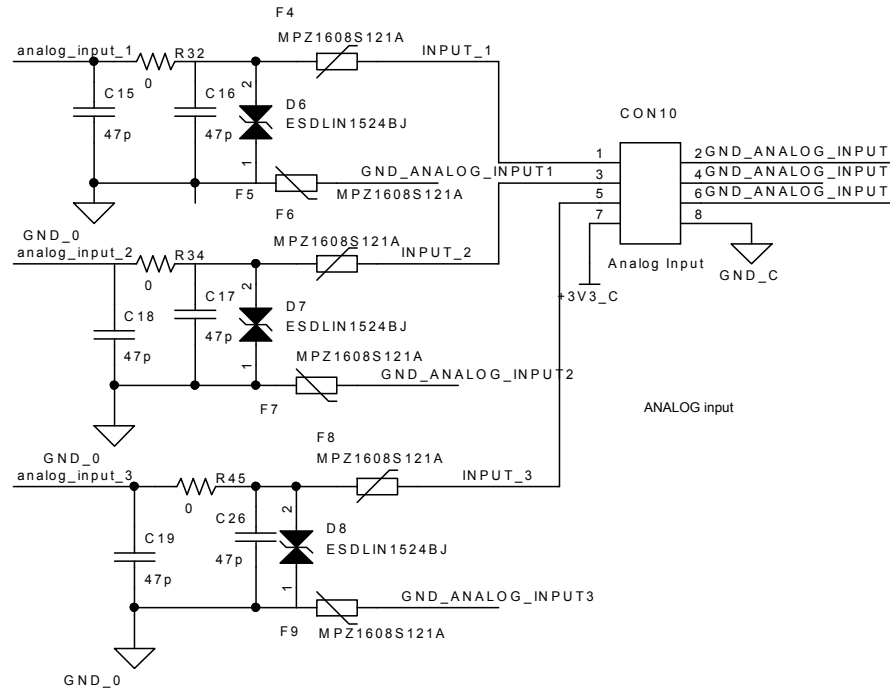 F4
MPZ1608S121A
analog_input_1
R32
INPUT_1
0
C15
47p
C16
47p
2
1
D6
ESDLIN1524BJ
GND_ANALOG_INPUT1
F5
MPZ1608S121A
GND_0
CON10
1
3
5
7
2
4
6
8
GND_ANALOG_INPUT
GND_ANALOG_INPUT
GND_ANALOG_INPUT
Analog Input
GND_C
+3V3_C
F6
MPZ1608S121A
analog_input_2
R34
INPUT_2
0
C18
47p
C17
47p
2
1
D7
ESDLIN1524BJ
MPZ1608S121A
GND_ANALOG_INPUT2
F7
GND_0
ANALOG input
F8
MPZ1608S121A
analog_input_3
R45
INPUT_3
0
C19
47p
C26
47p
2
1
D8
ESDLIN1524BJ
GND_ANALOG_INPUT3
F9
MPZ1608S121A
GND_0